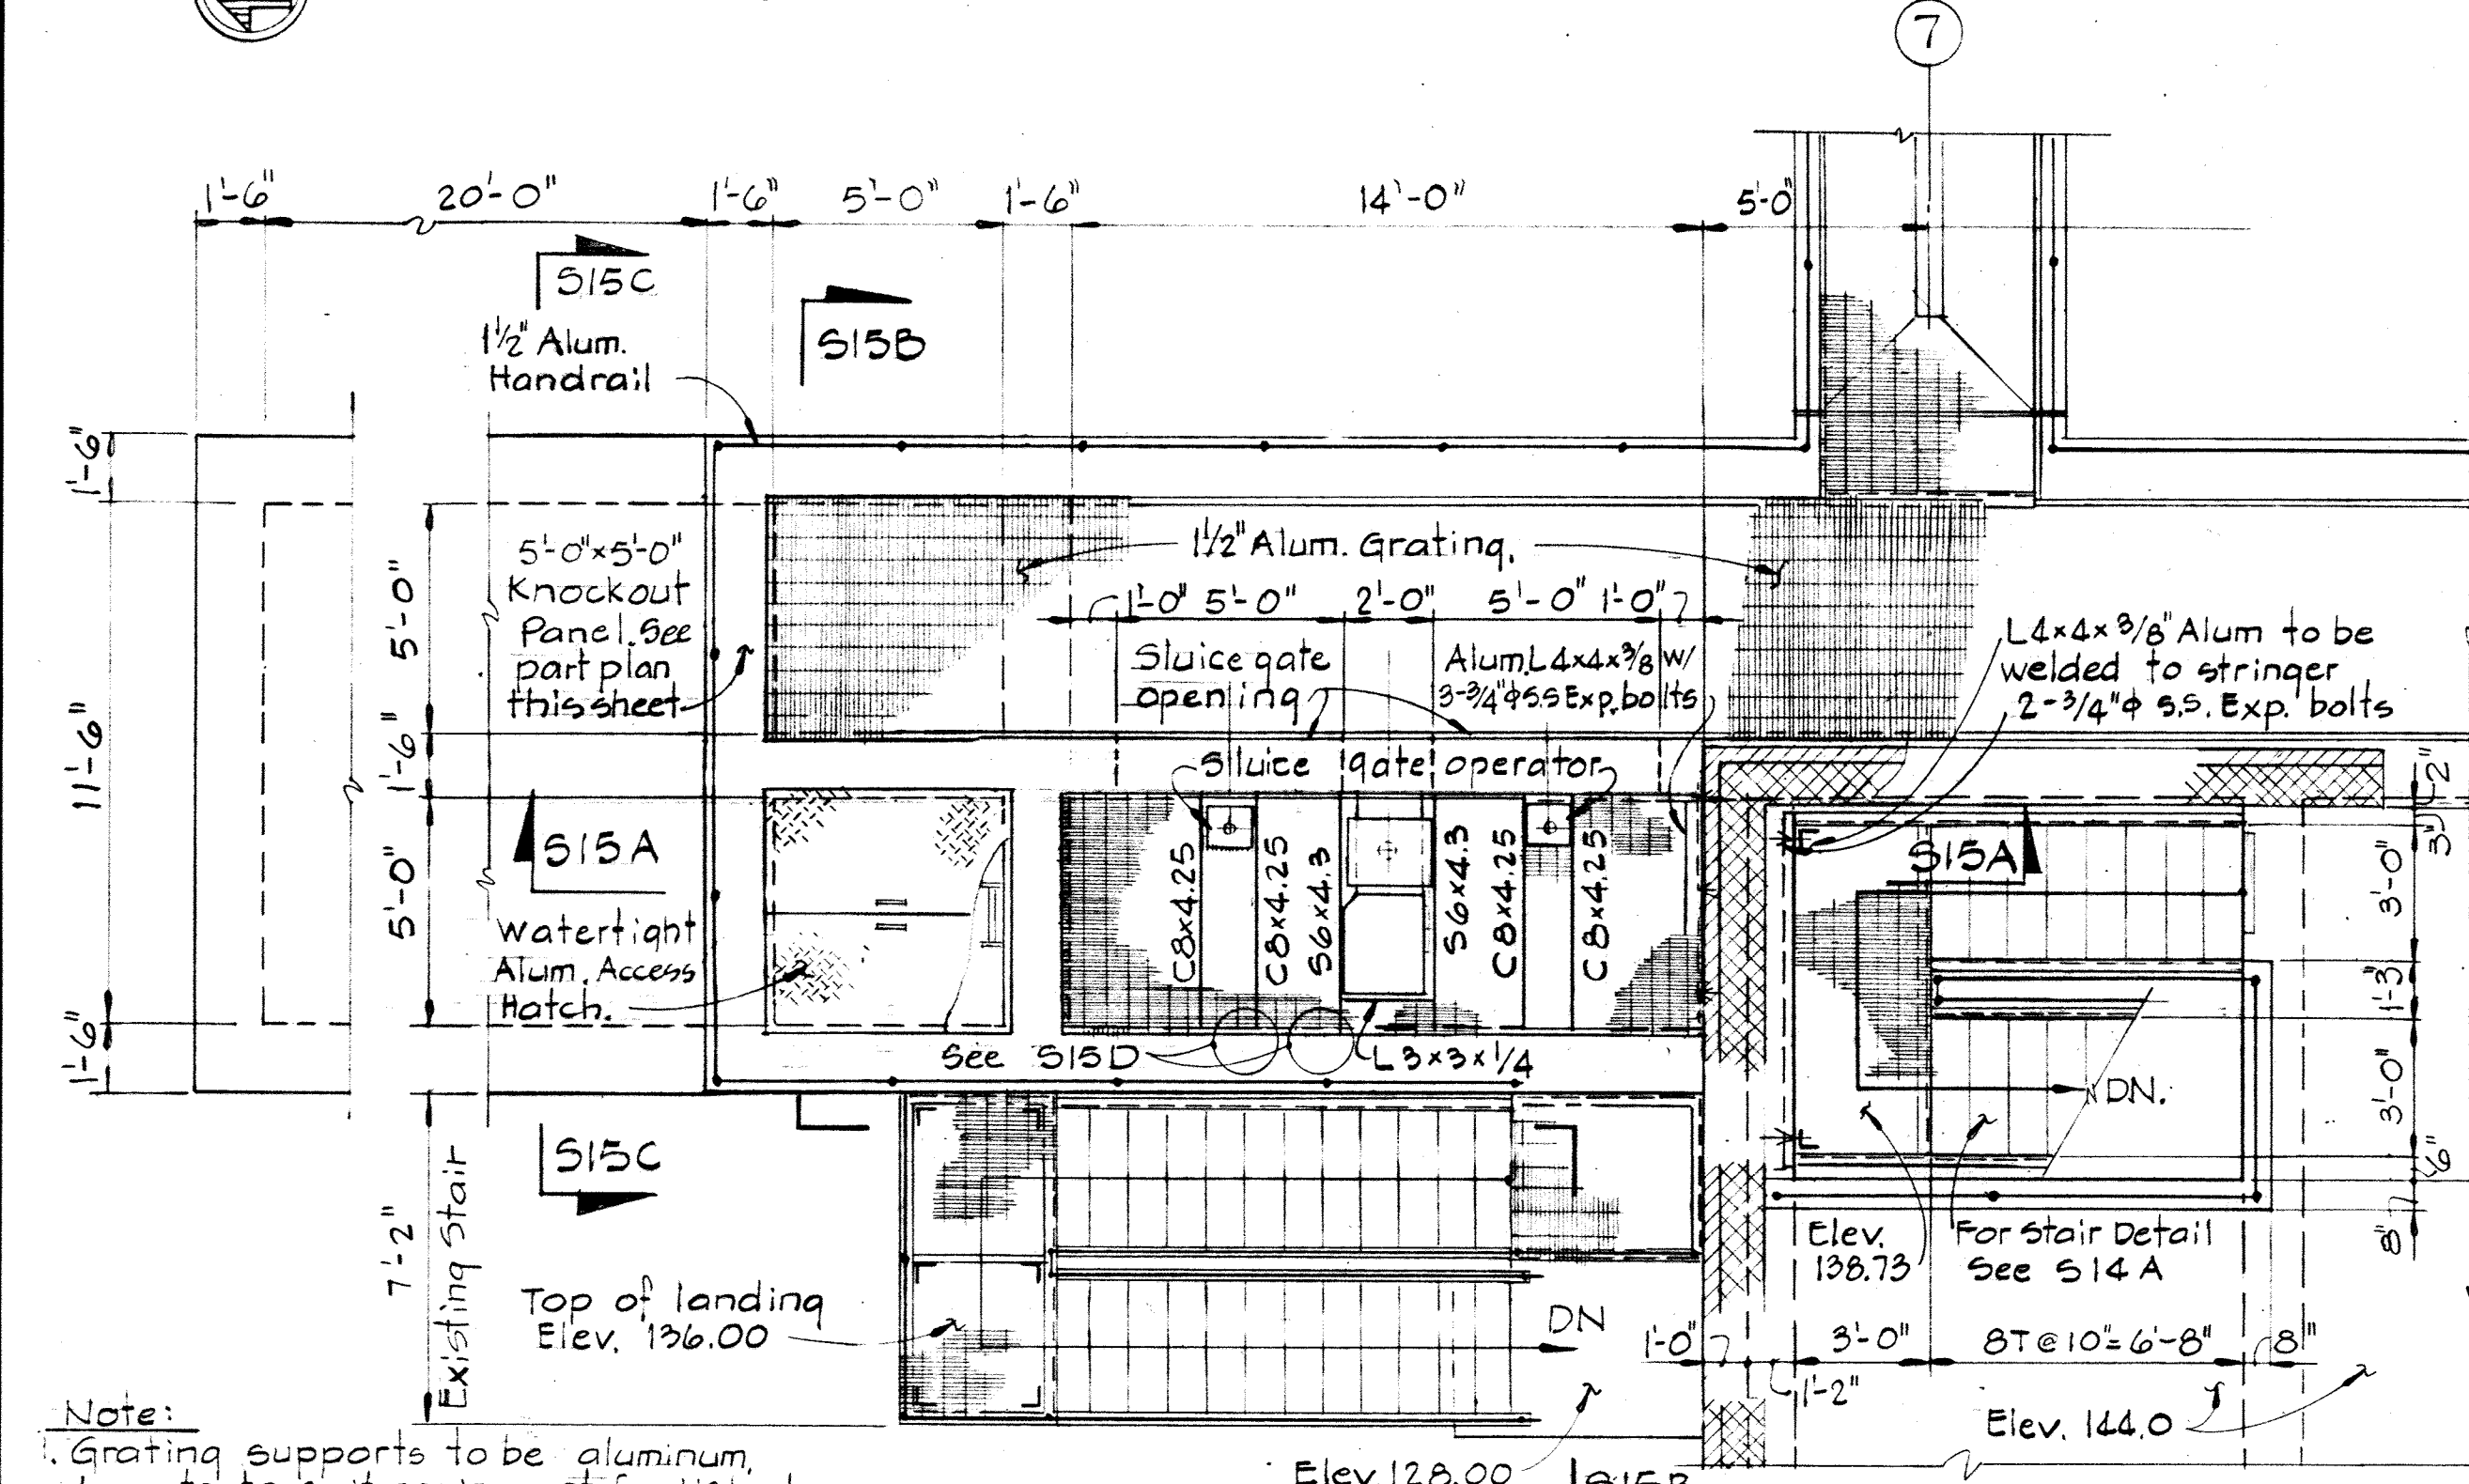 7
1'-6" 20'-0" 1'-6" 5'-0" 1'-6" 14'-0" 5'-0"
S15C
S15B
1½" Alum.
Handrail
1'-6"
11'-6"
1'-6"
5'-0"
1'-6"
5'-0"
7'-2"
Existing Stair
5'-0"x5'-0"
Knockout
Panel. See
part plan
this sheet
1½" Alum. Grating.
1'-0" 5'-0" 2'-0" 5'-0" 1'-0"
Sluice gate
opening
Alum. L4x4x3/8 w/
3-3/4"φ S.S Exp. bolts
L4x4x3/8" Alum to be
welded to stringer
2-3/4"φ S.S. Exp. bolts
Sluice gate operator
S15A
Watertight
Alum. Access
Hatch.
C8x4.25
C8x4.25
S6x4.3
S6x4.3
C8x4.25
C8x4.25
S15A
2"
3"
3'-0"
1'-3"
3'-0"
6"
8"
See S15D
L3x3x1/4
DN.
S15C
Elev.
138.73
For Stair Detail
See S14A
Top of landing
Elev. 136.00
DN
1'-0" 3'-0" 8T@10"=6'-8" 8"
1'-2"
Elev. 144.0
Note:
1. Grating supports to be aluminum,
Elev 128.00
S15B